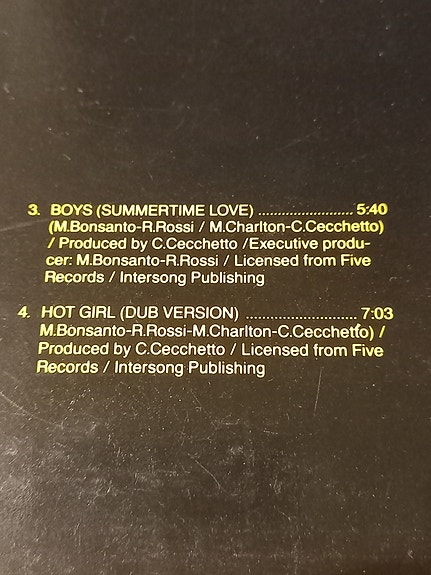 3. BOYS (SUMMERTIME LOVE) ........................ 5:40
(M.Bonsanto-R.Rossi / M.Charlton-C.Cecchetto)
/ Produced by C.Cecchetto /Executive produ-
cer: M.Bonsanto-R.Rossi / Licensed from Five
Records / Intersong Publishing
4. HOT GIRL (DUB VERSION) ............................ 7:03
M.Bonsanto-R.Rossi-M.Charlton-C.Cecchetto) /
Produced by C.Cecchetto / Licensed from Five
Records / Intersong Publishing